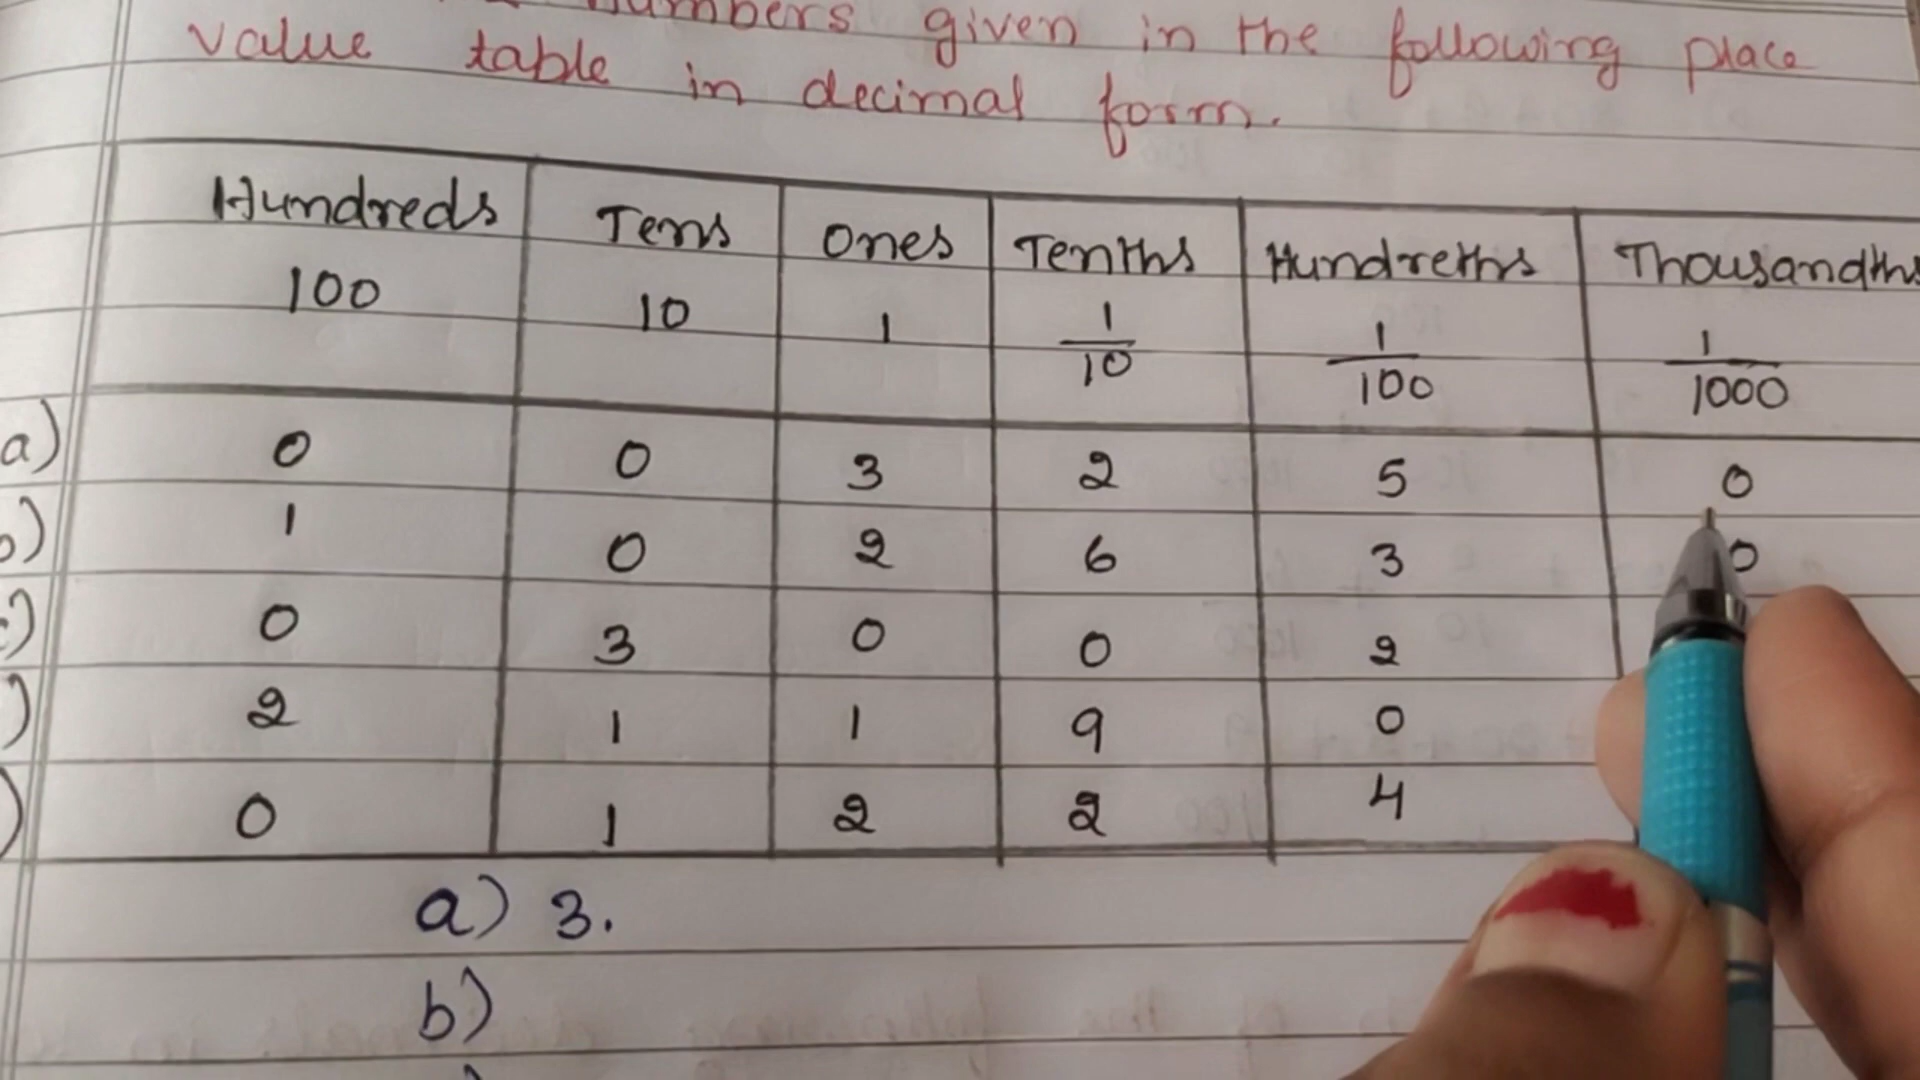 numbers given in the following place
value table in decimal form.
Hundreds Tens Ones Tenths Hundreths Thousandths
100 10 1 1/10 1/100 1/1000
a) 0 0 3 2 5 0
b) 1 0 2 6 3 0
c) 0 3 0 0 2
) 2 1 1 9 0
) 0 1 2 2 4
a) 3.
b)